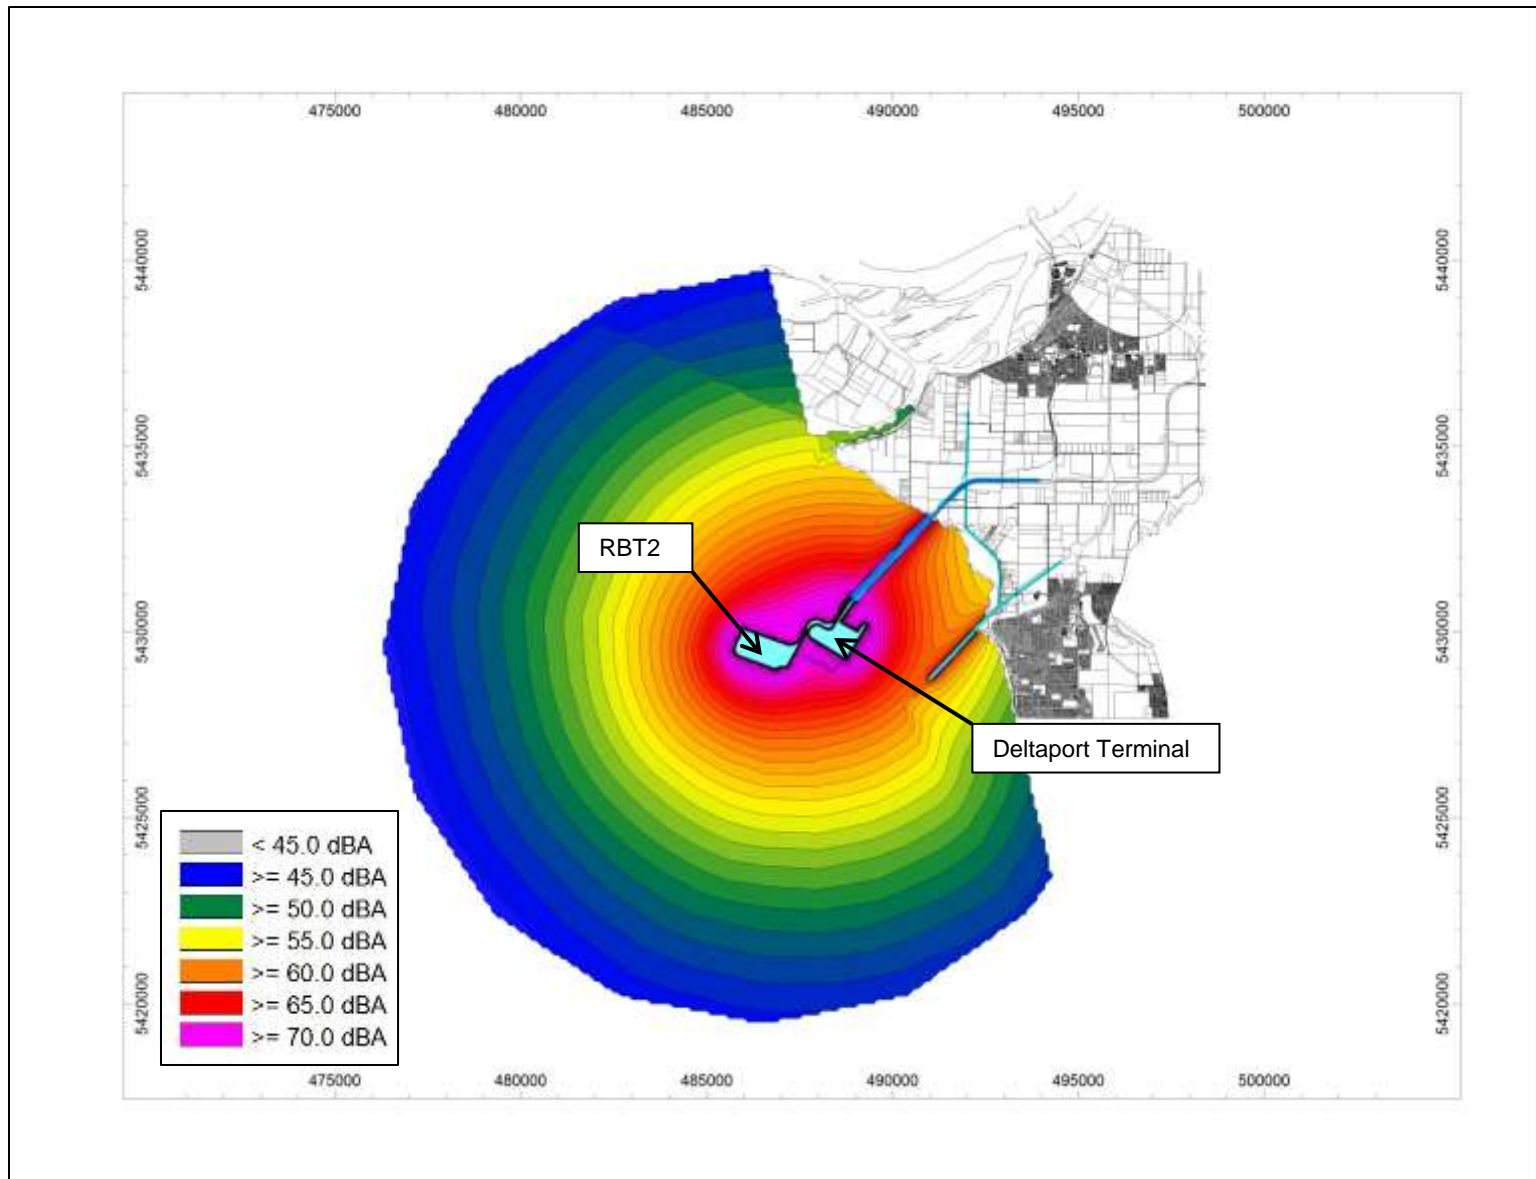 475000 480000 485000 490000 495000 500000
5440000 5440000
5435000 5435000
RBT2
5430000 5430000
Deltaport Terminal
5425000 5425000
< 45.0 dBA
>= 45.0 dBA
>= 50.0 dBA
>= 55.0 dBA
>= 60.0 dBA
>= 65.0 dBA
>= 70.0 dBA
5420000 5420000
475000 480000 485000 490000 495000 500000